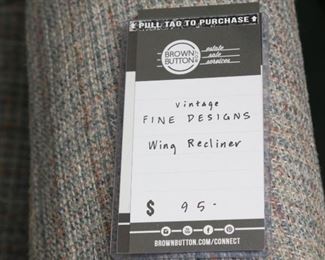 ⬆ PULL TAG TO PURCHASE ⬆
BROWN
BUTTON
estate
sale
services
Vintage
FINE DESIGNS
Wing Recliner
$ 95-
BROWNBUTTON.COM/CONNECT